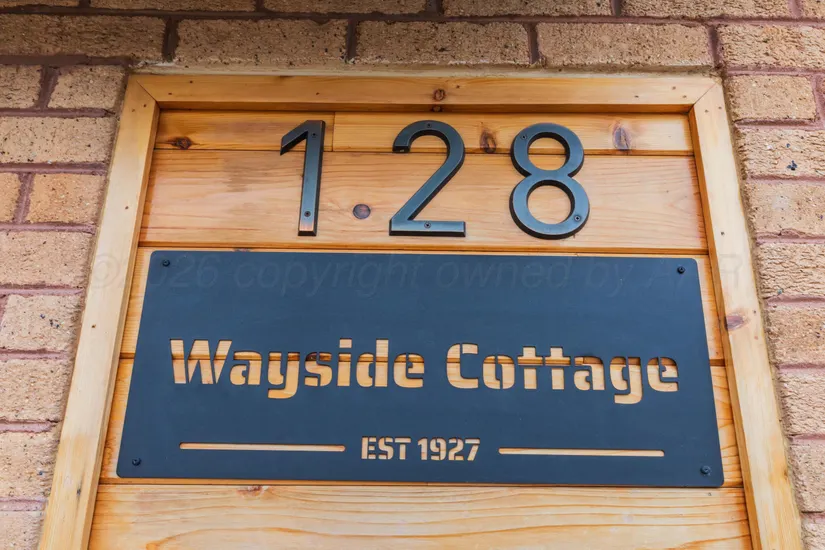 128
©2026 copyright owned by
Wayside Cottage
EST 1927